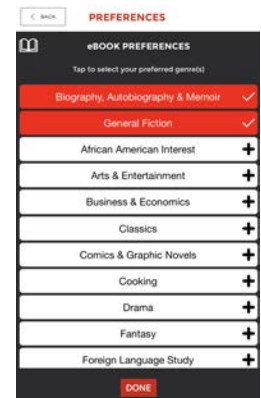 < BACK PREFERENCES
eBOOK PREFERENCES
Tap to select your preferred genre(s)
Biography, Autobiography & Memoir
General Fiction
African American Interest
Arts & Entertainment
Business & Economics
Classics
Comics & Graphic Novels
Cooking
Drama
Fantasy
Foreign Language Study
DONE